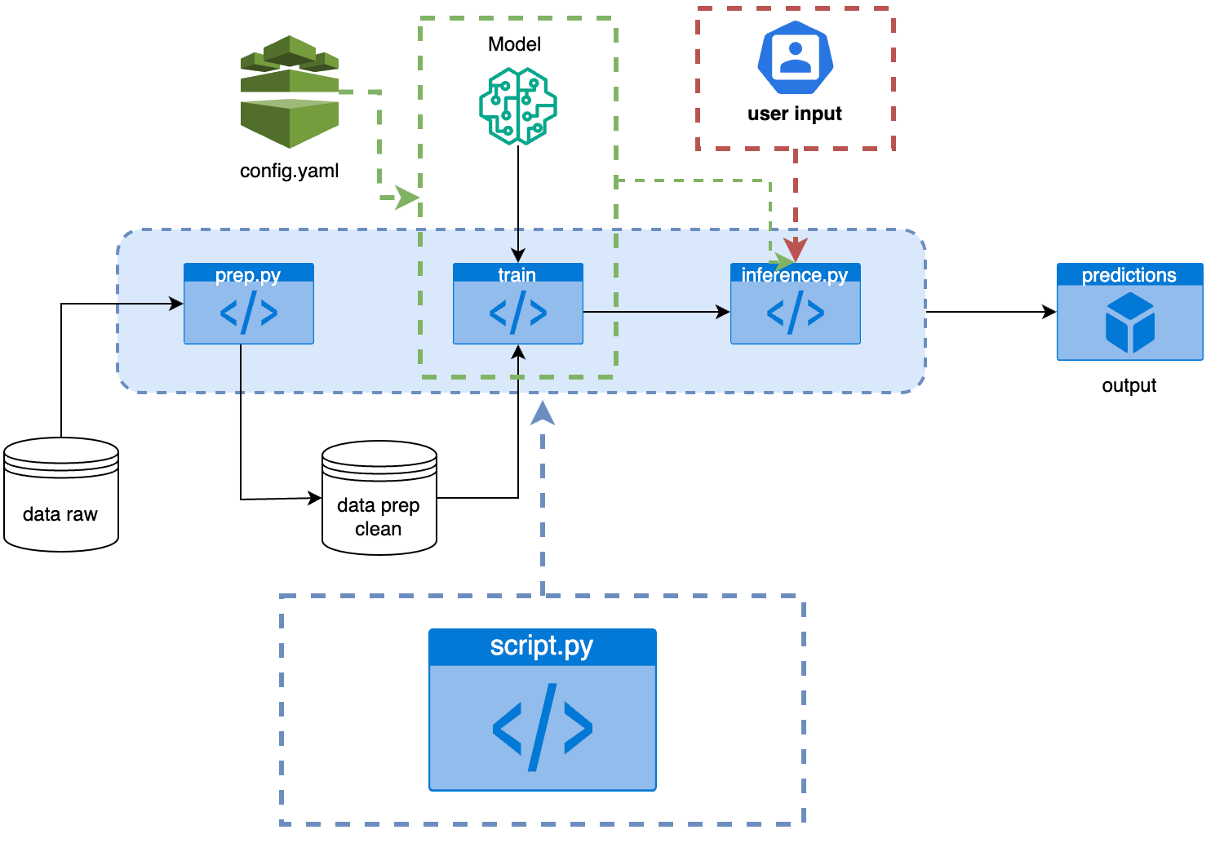 Model
user input
config.yaml
prep.py
train
inference.py
predictions
</>
</>
</>
output
data raw
data prep
clean
script.py
</>